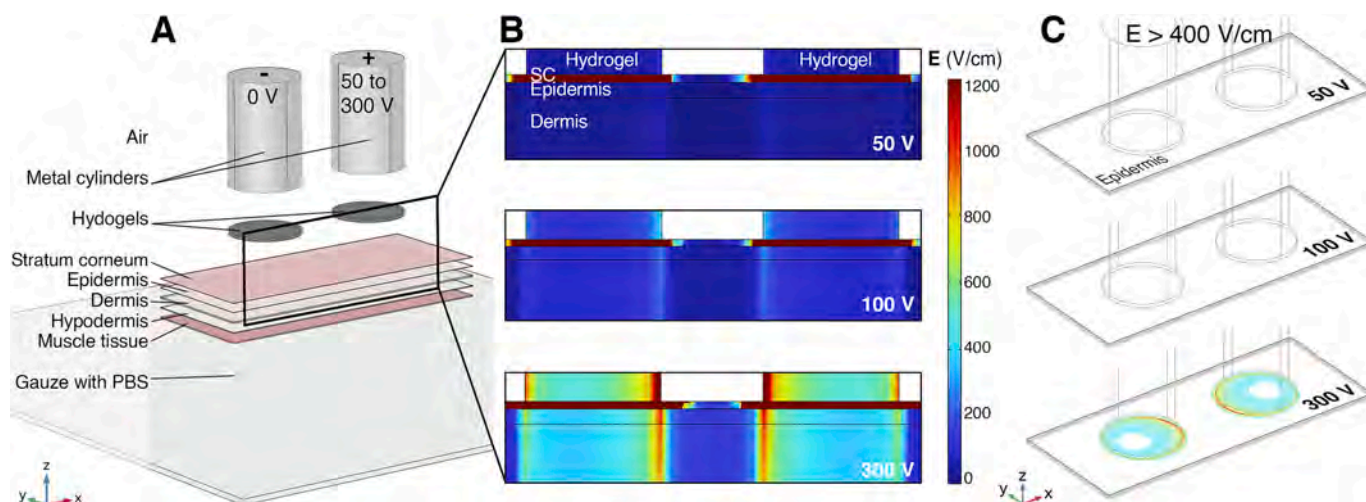 A
-
0 V
+
50 to
300 V
Air
Metal cylinders
Hydogels
Stratum corneum
Epidermis
Dermis
Hypodermis
Muscle tissue
Gauze with PBS
z
y
x
B
Hydrogel
Hydrogel
SC
Epidermis
Dermis
50 V
100 V
300 V
E (V/cm)
1200
1000
800
600
400
200
0
C
E > 400 V/cm
50 V
Epidermis
100 V
300 V
z
y
x